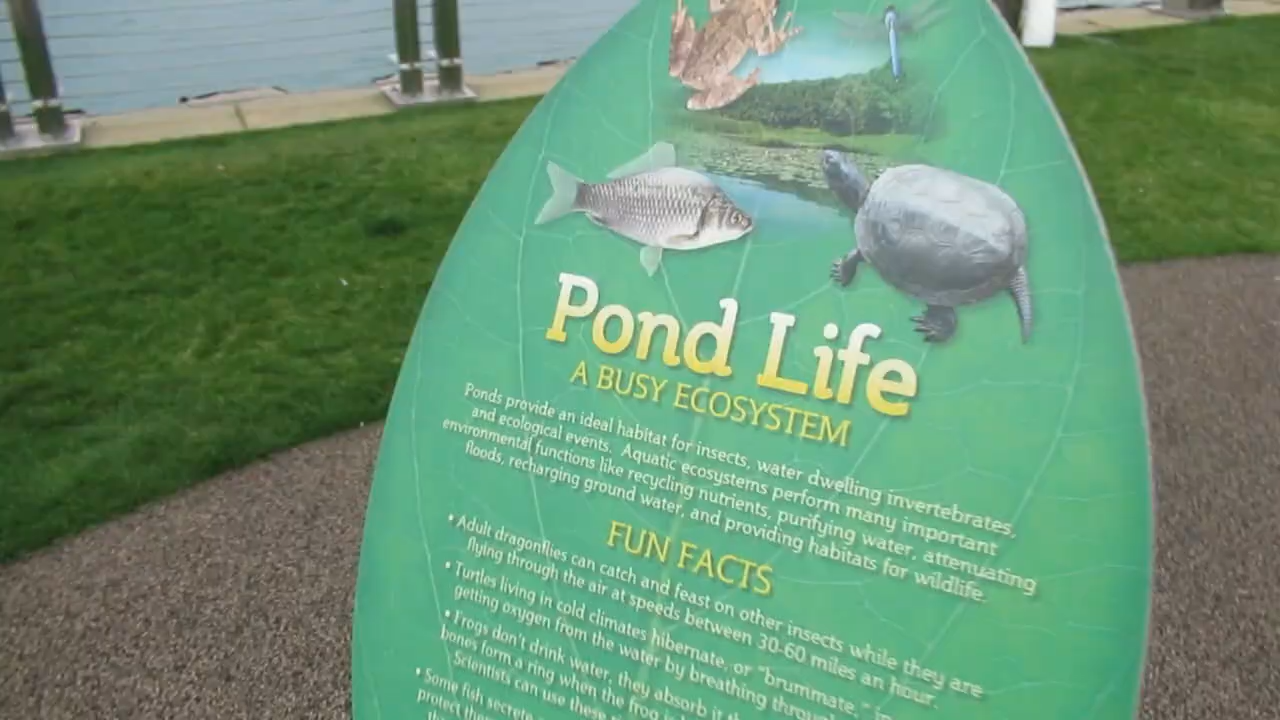 Pond Life
A BUSY ECOSYSTEM
Ponds provide an ideal habitat for insects, water dwelling invertebrates,
and ecological events. Aquatic ecosystems perform many important
environmental functions like recycling nutrients, purifying water, attenuating
floods, recharging ground water, and providing habitats for wildlife.
FUN FACTS
• Adult dragonflies can catch and feast on other insects while they are
flying through the air at speeds between 30-60 miles an hour.
• Turtles living in cold climates hibernate, or "brummate," in
getting oxygen from the water by breathing through
• Frogs don't drink water, they absorb it
bones form a ring when the frog is
Scientists can use these
• Some fish secrete
protect